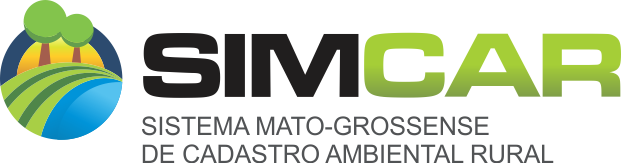 SIMCAR
SISTEMA MATO-GROSSENSE
DE CADASTRO AMBIENTAL RURAL